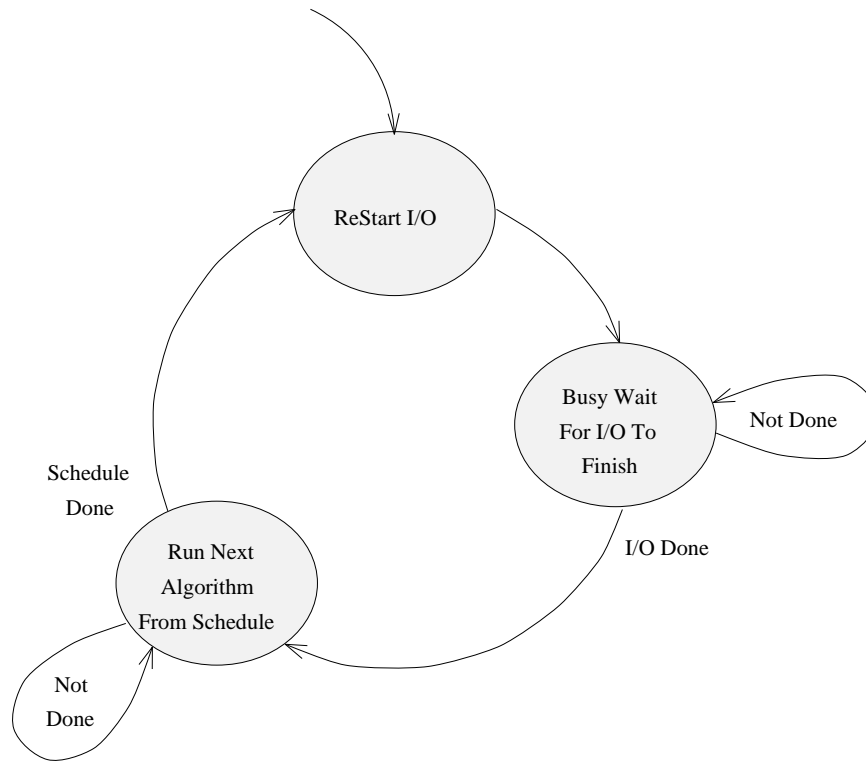 ReStart I/O
Busy Wait
For I/O To
Finish
Not Done
I/O Done
Schedule
Done
Run Next
Algorithm
From Schedule
Not
Done